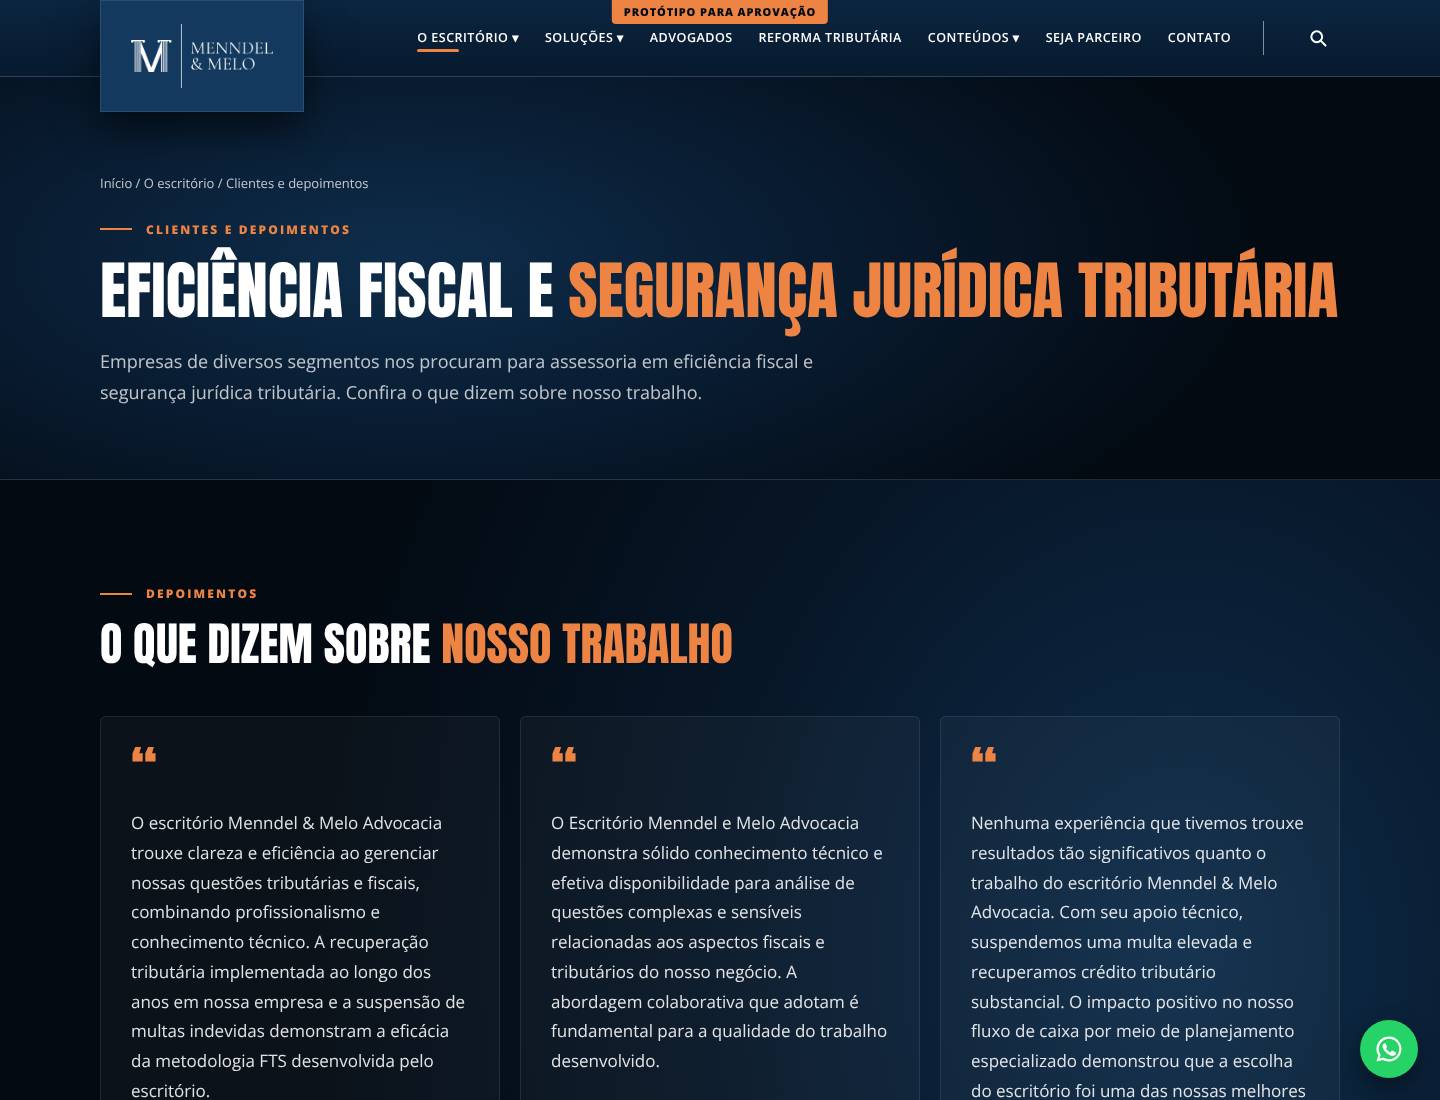 PROTÓTIPO PARA APROVAÇÃO
MENNDEL
& MELO
O ESCRITÓRIO ▾ SOLUÇÕES ▾ ADVOGADOS REFORMA TRIBUTÁRIA CONTEÚDOS ▾ SEJA PARCEIRO CONTATO
Início / O escritório / Clientes e depoimentos
CLIENTES E DEPOIMENTOS
EFICIÊNCIA FISCAL E SEGURANÇA JURÍDICA TRIBUTÁRIA
Empresas de diversos segmentos nos procuram para assessoria em eficiência fiscal e
segurança jurídica tributária. Confira o que dizem sobre nosso trabalho.
DEPOIMENTOS
O QUE DIZEM SOBRE NOSSO TRABALHO
❝
O escritório Menndel & Melo Advocacia
trouxe clareza e eficiência ao gerenciar
nossas questões tributárias e fiscais,
combinando profissionalismo e
conhecimento técnico. A recuperação
tributária implementada ao longo dos
anos em nossa empresa e a suspensão de
multas indevidas demonstram a eficácia
da metodologia FTS desenvolvida pelo
escritório.
❝
O Escritório Menndel e Melo Advocacia
demonstra sólido conhecimento técnico e
efetiva disponibilidade para análise de
questões complexas e sensíveis
relacionadas aos aspectos fiscais e
tributários do nosso negócio. A
abordagem colaborativa que adotam é
fundamental para a qualidade do trabalho
desenvolvido.
❝
Nenhuma experiência que tivemos trouxe
resultados tão significativos quanto o
trabalho do escritório Menndel & Melo
Advocacia. Com seu apoio técnico,
suspendemos uma multa elevada e
recuperamos crédito tributário
substancial. O impacto positivo no nosso
fluxo de caixa por meio de planejamento
especializado demonstrou que a escolha
do escritório foi uma das nossas melhores